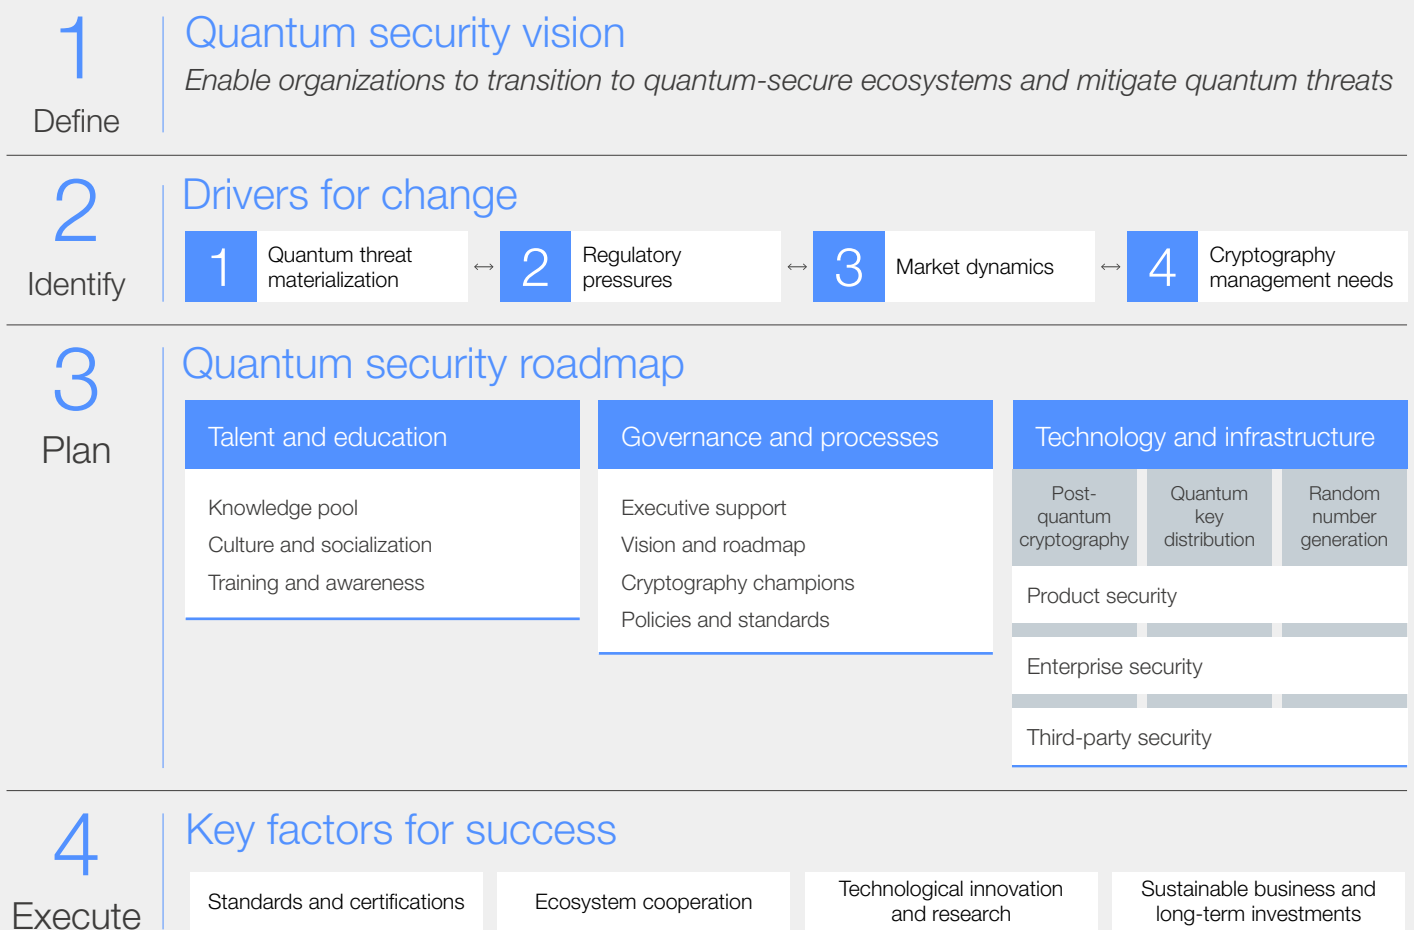 1
Define
Quantum security vision
Enable organizations to transition to quantum-secure ecosystems and mitigate quantum threats
2
Identify
Drivers for change
1
Quantum threat
materialization
↔
2
Regulatory
pressures
↔
3
Market dynamics
↔
4
Cryptography
management needs
3
Plan
Quantum security roadmap
Talent and education
Knowledge pool
Culture and socialization
Training and awareness
Governance and processes
Executive support
Vision and roadmap
Cryptography champions
Policies and standards
Technology and infrastructure
Post-
quantum
cryptography
Quantum
key
distribution
Random
number
generation
Product security
Enterprise security
Third-party security
4
Execute
Key factors for success
Standards and certifications
Ecosystem cooperation
Technological innovation
and research
Sustainable business and
long-term investments